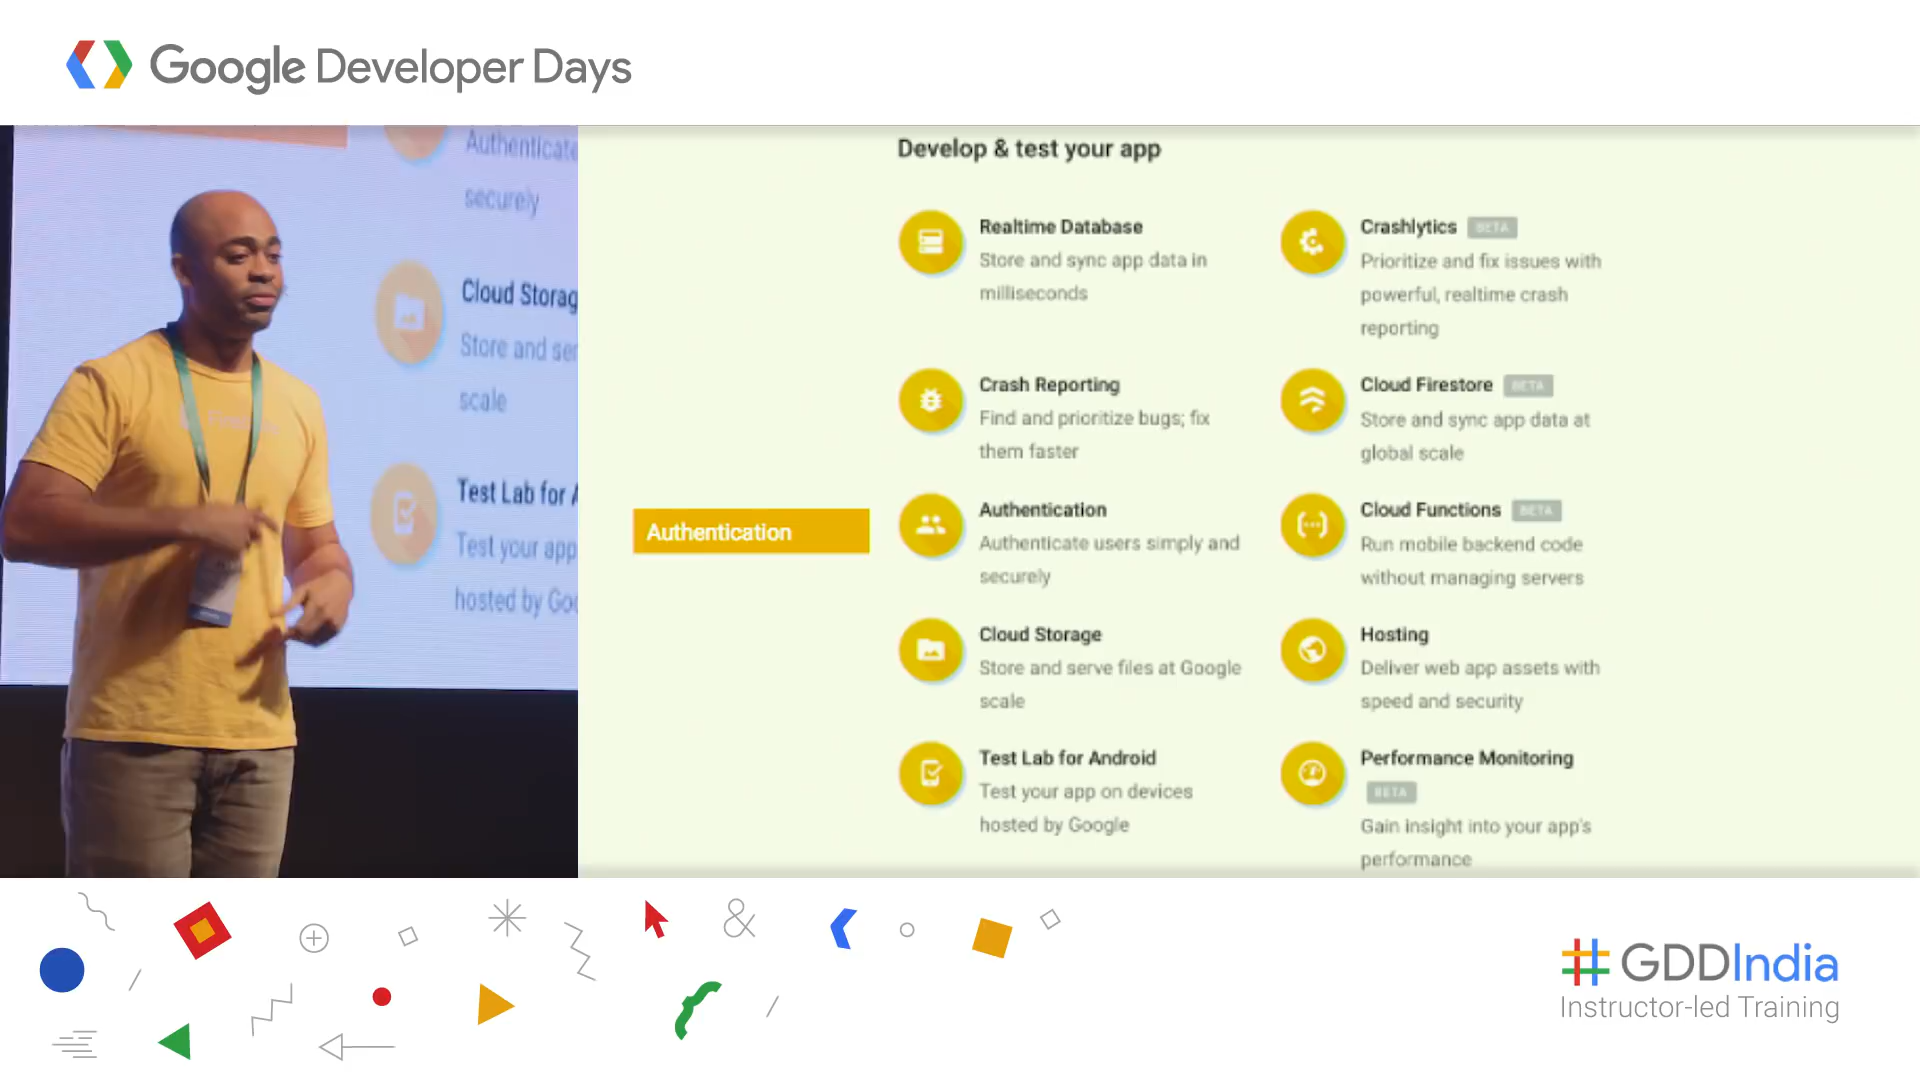 Google Developer Days
Authenticate
securely
Cloud Storag
Store and ser
scale
Test Lab for A
Test your app
hosted by Goo
Develop & test your app
Realtime Database
Store and sync app data in
milliseconds
Crashlytics BETA
Prioritize and fix issues with
powerful, realtime crash
reporting
Crash Reporting
Find and prioritize bugs; fix
them faster
Cloud Firestore BETA
Store and sync app data at
global scale
Authentication
Authentication
Authenticate users simply and
securely
Cloud Functions BETA
Run mobile backend code
without managing servers
Cloud Storage
Store and serve files at Google
scale
Hosting
Deliver web app assets with
speed and security
Test Lab for Android
Test your app on devices
hosted by Google
Performance Monitoring
BETA
Gain insight into your app's
performance
&
#GDDIndia
Instructor-led Training